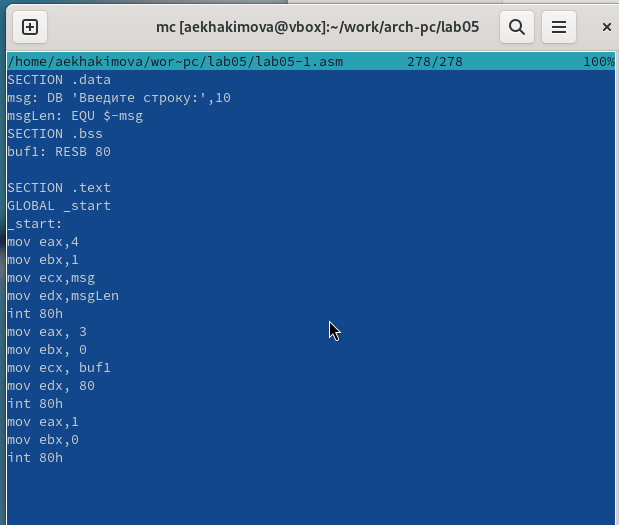 mc [aekhakimova@vbox]:~/work/arch-pc/lab05
/home/aekhakimova/wor~pc/lab05/lab05-1.asm 278/278 100%
SECTION .data
msg: DB 'Введите строку:',10
msgLen: EQU $-msg
SECTION .bss
buf1: RESB 80
SECTION .text
GLOBAL _start
_start:
mov eax,4
mov ebx,1
mov ecx,msg
mov edx,msgLen
int 80h
mov eax, 3
mov ebx, 0
mov ecx, buf1
mov edx, 80
int 80h
mov eax,1
mov ebx,0
int 80h